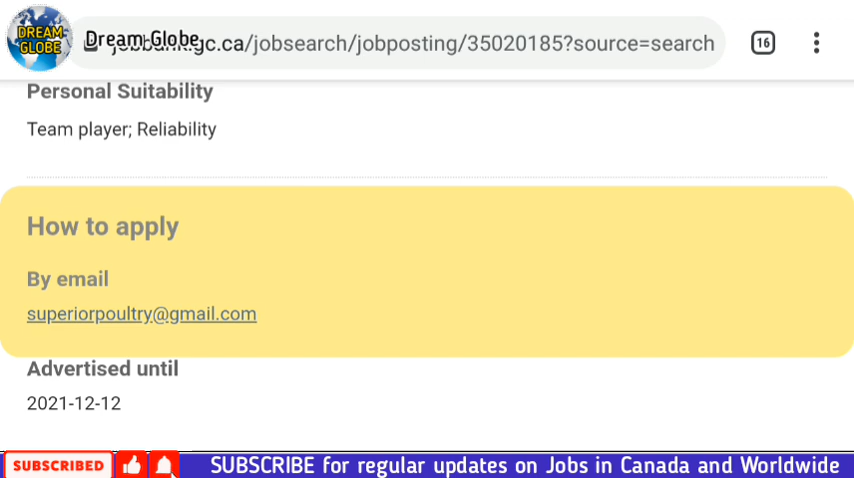 DREAM
GLOBE
Dream Globe
jobbank.gc.ca/jobsearch/jobposting/35020185?source=search
16
Personal Suitability
Team player; Reliability
How to apply
By email
superiorpoultry@gmail.com
Advertised until
2021-12-12
SUBSCRIBED
SUBSCRIBE for regular updates on Jobs in Canada and Worldwide